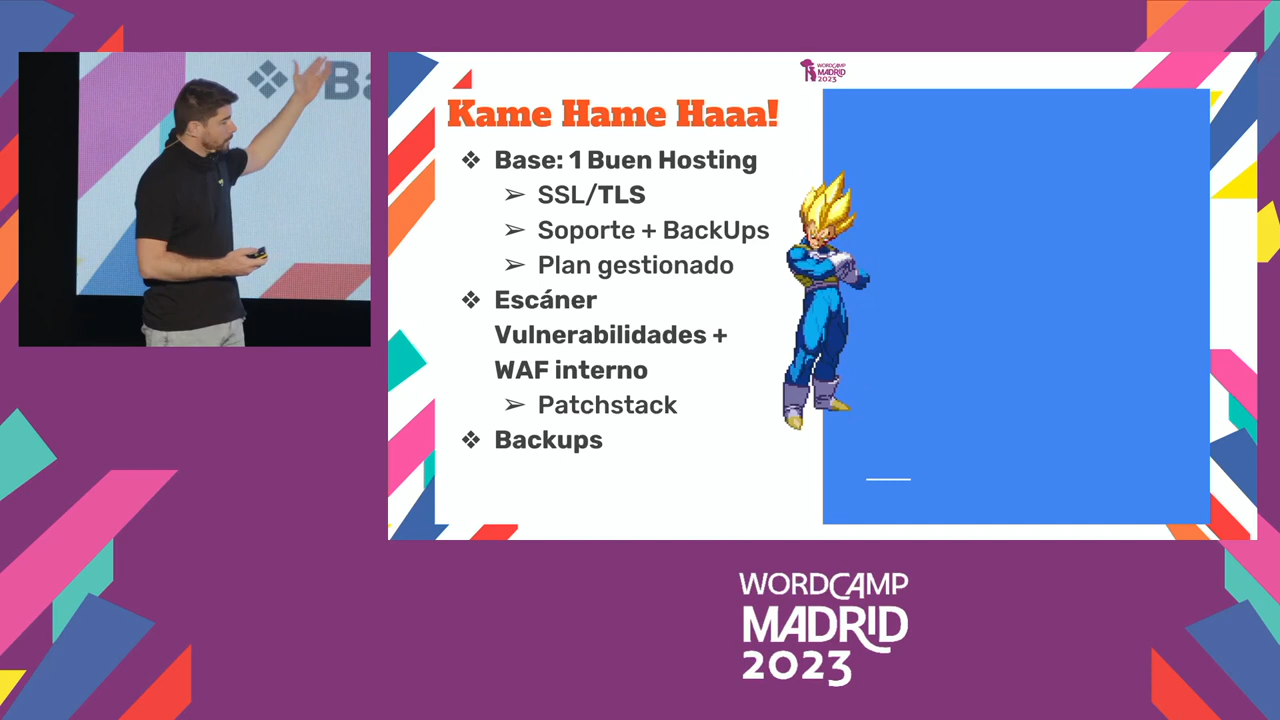 Ba
WORDCAMP
MADRID
2023
Kame Hame Haaa!
❖ Base: 1 Buen Hosting
➢ SSL/TLS
➢ Soporte + BackUps
➢ Plan gestionado
❖ Escáner
Vulnerabilidades +
WAF interno
➢ Patchstack
❖ Backups
WORDCAMP
MADRID
2023